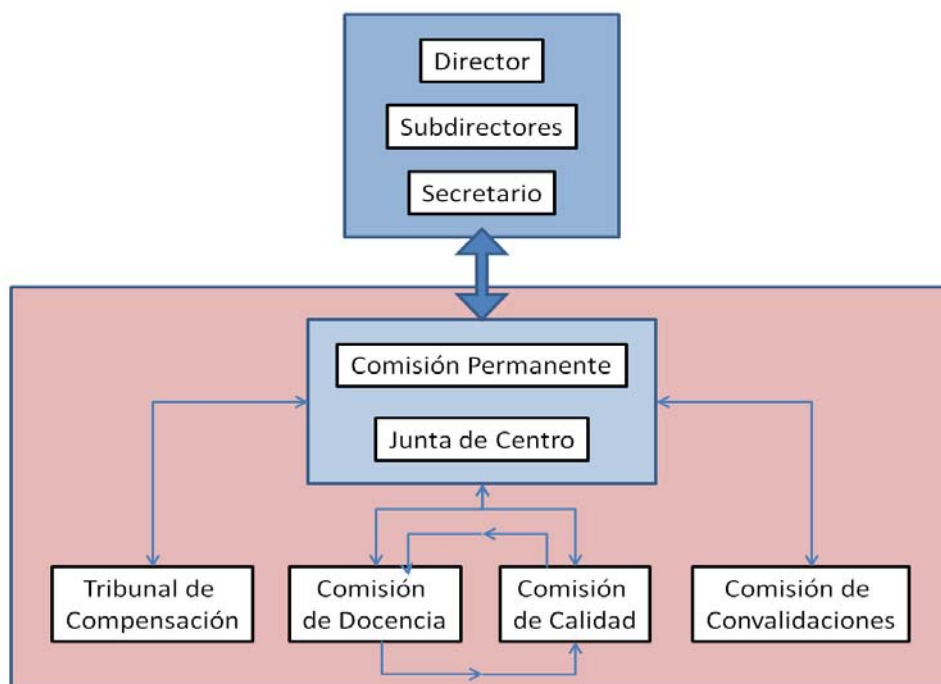 Director
Subdirectores
Secretario
Comisión Permanente
Junta de Centro
Tribunal de
Compensación
Comisión
de Docencia
Comisión
de Calidad
Comisión de
Convalidaciones